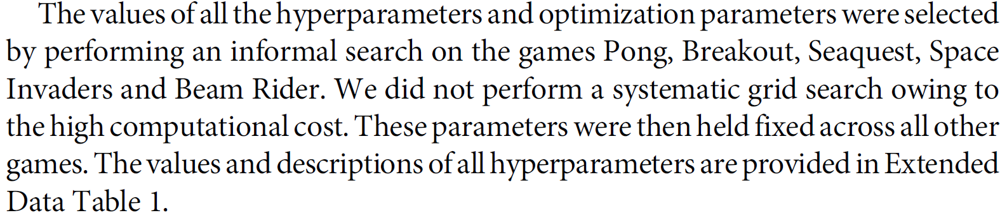 The values of all the hyperparameters and optimization parameters were selected
by performing an informal search on the games Pong, Breakout, Seaquest, Space
Invaders and Beam Rider. We did not perform a systematic grid search owing to
the high computational cost. These parameters were then held fixed across all other
games. The values and descriptions of all hyperparameters are provided in Extended
Data Table 1.